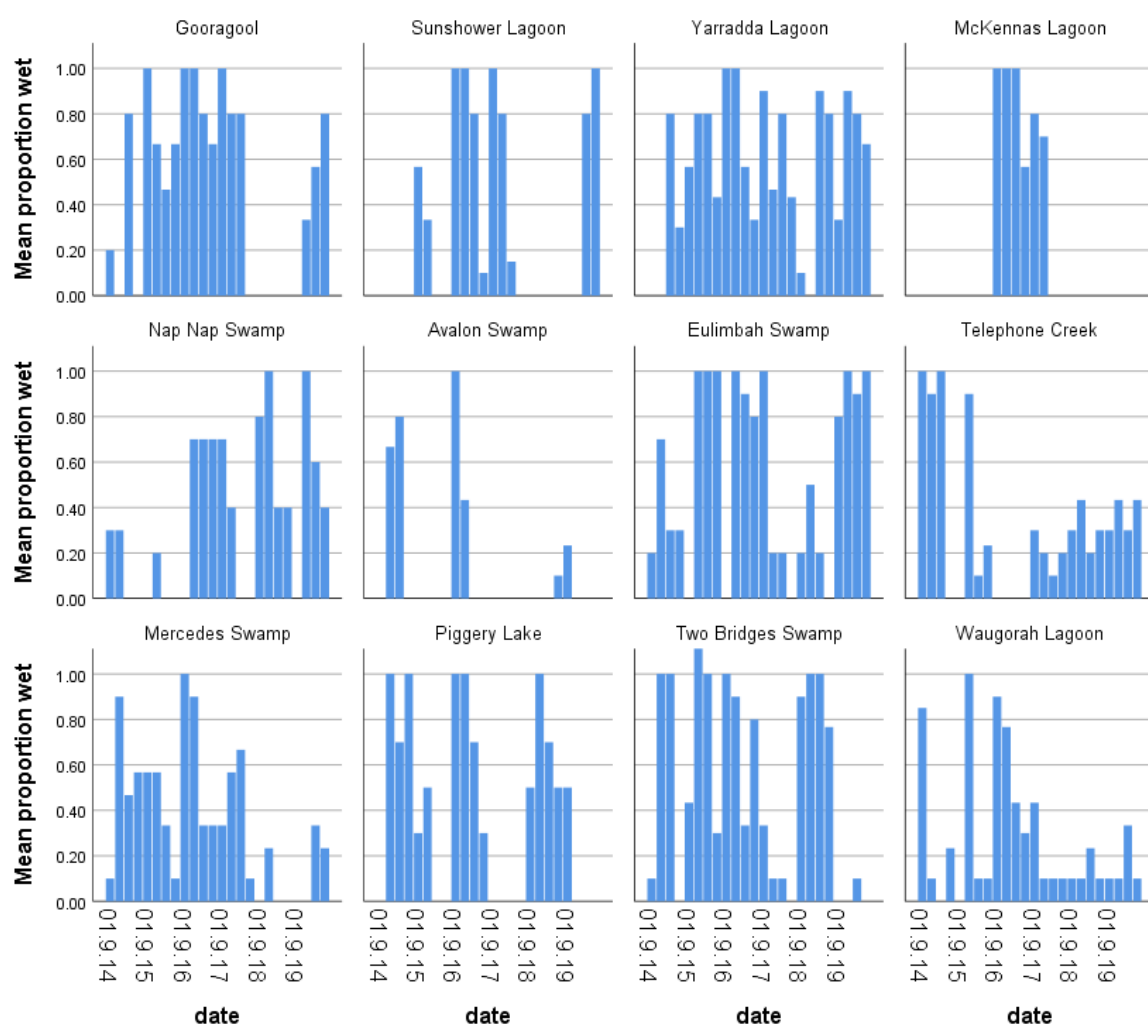 Gooragool Sunshower Lagoon Yarradda Lagoon McKennas Lagoon
Mean proportion wet
1.00
0.80
0.60
0.40
0.20
0.00
Nap Nap Swamp Avalon Swamp Eulimbah Swamp Telephone Creek
Mean proportion wet
1.00
0.80
0.60
0.40
0.20
0.00
Mercedes Swamp Piggery Lake Two Bridges Swamp Waugorah Lagoon
Mean proportion wet
1.00
0.80
0.60
0.40
0.20
0.00
01.9.14 01.9.15 01.9.16 01.9.17 01.9.18 01.9.19 01.9.14 01.9.15 01.9.16 01.9.17 01.9.18 01.9.19 01.9.14 01.9.15 01.9.16 01.9.17 01.9.18 01.9.19 01.9.14 01.9.15 01.9.16 01.9.17 01.9.18 01.9.19
date date date date